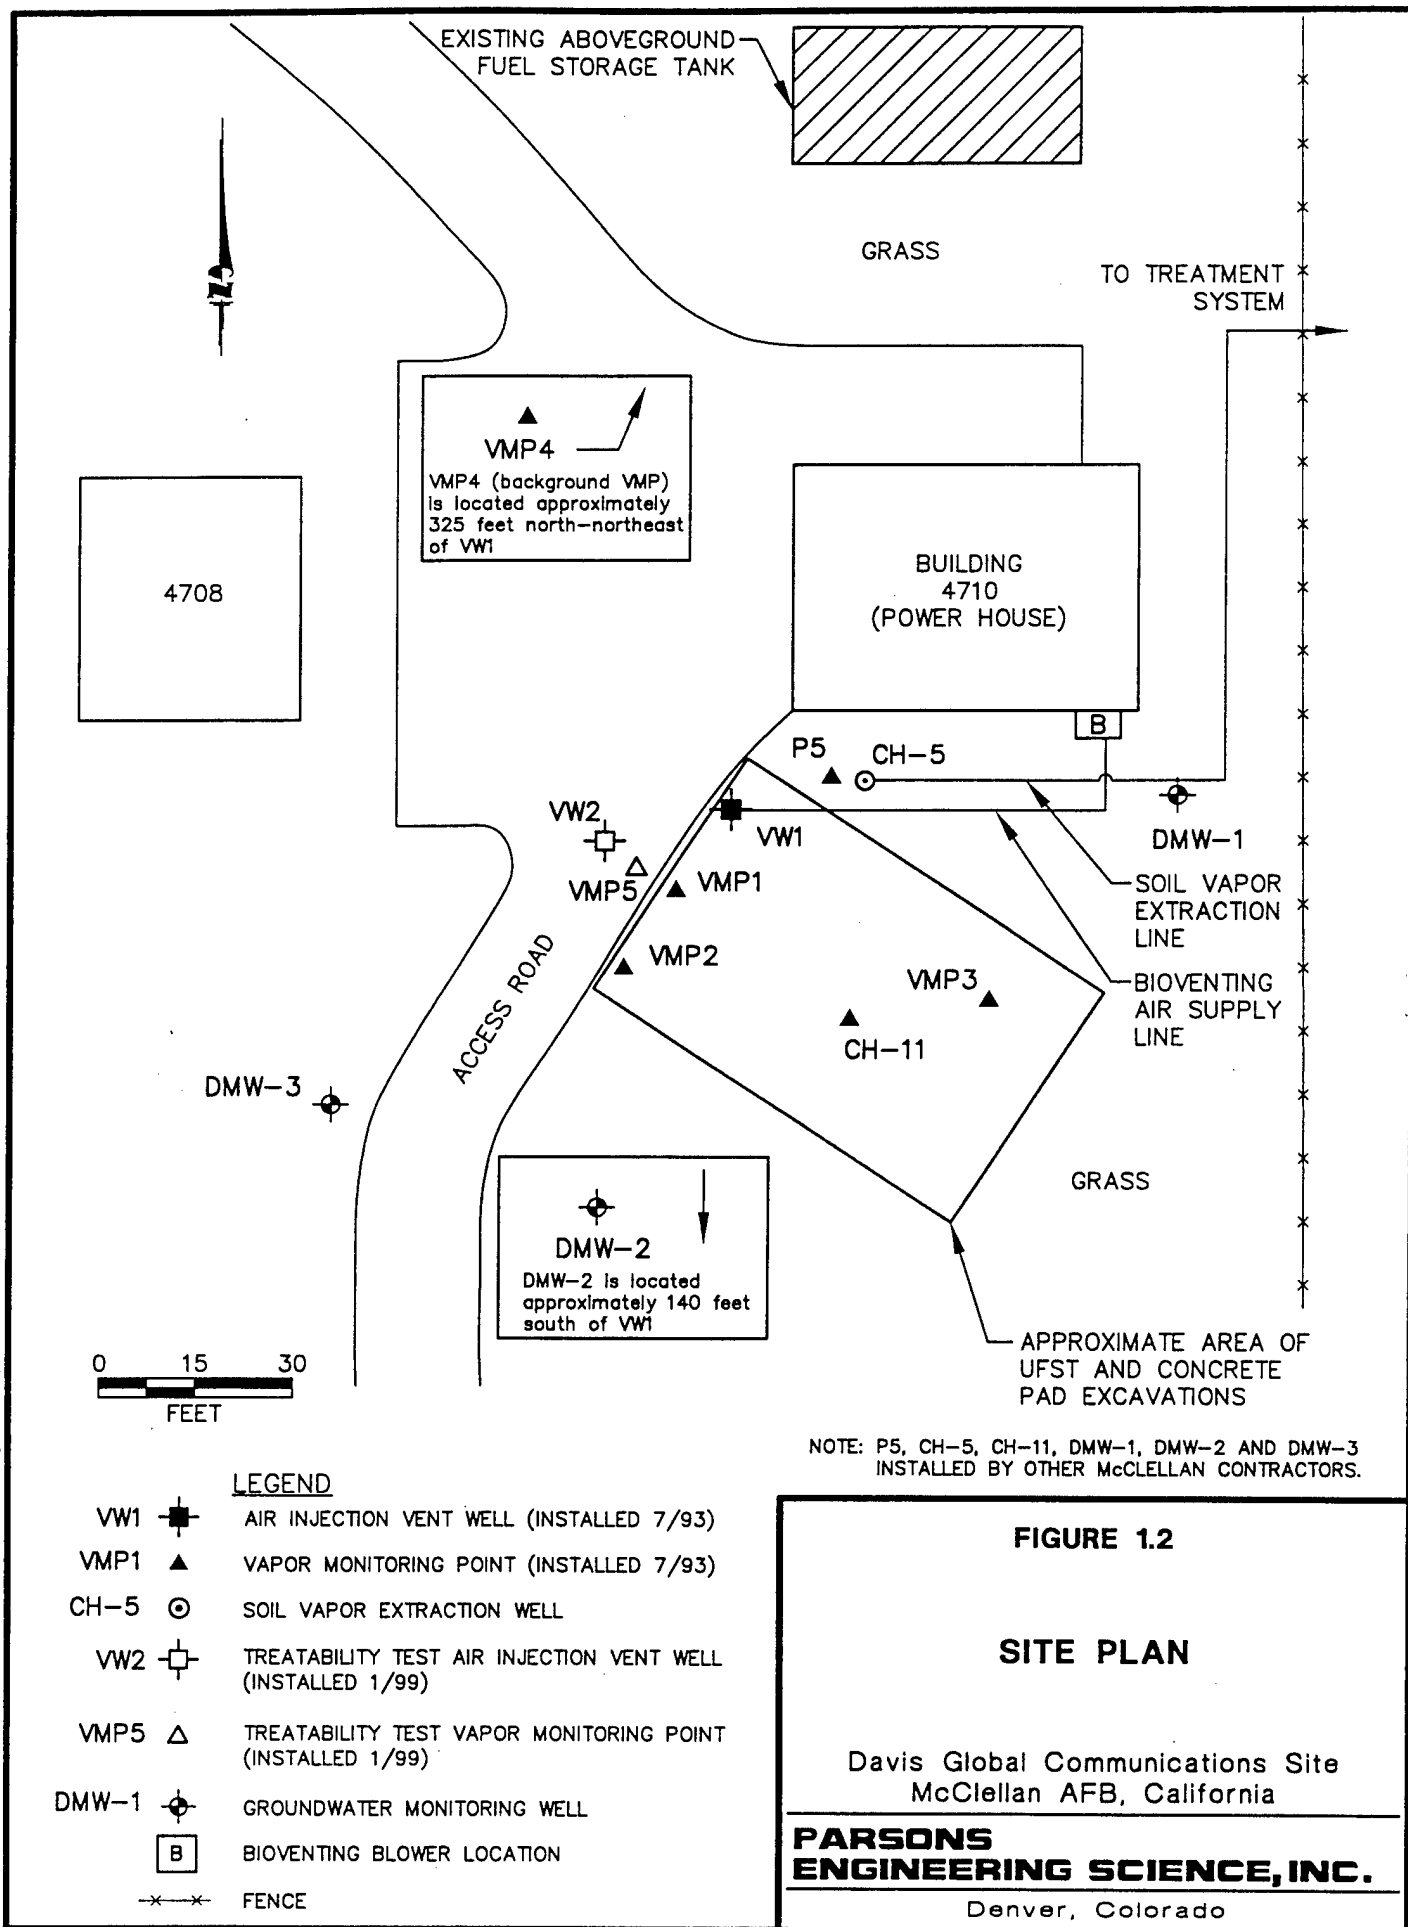 EXISTING ABOVEGROUND
FUEL STORAGE TANK
N
GRASS
TO TREATMENT
SYSTEM
VMP4
VMP4 (background VMP)
is located approximately
325 feet north-northeast
of VW1
4708
BUILDING
4710
(POWER HOUSE)
B
P5
CH-5
VW2
VW1
DMW-1
VMP5
VMP1
SOIL VAPOR
EXTRACTION
LINE
VMP2
VMP3
BIOVENTING
AIR SUPPLY
LINE
CH-11
ACCESS ROAD
DMW-3
GRASS
DMW-2
DMW-2 is located
approximately 140 feet
south of VW1
APPROXIMATE AREA OF
UFST AND CONCRETE
PAD EXCAVATIONS
0 15 30
FEET
NOTE: P5, CH-5, CH-11, DMW-1, DMW-2 AND DMW-3
INSTALLED BY OTHER McCLELLAN CONTRACTORS.
LEGEND
VW1 AIR INJECTION VENT WELL (INSTALLED 7/93)
VMP1 VAPOR MONITORING POINT (INSTALLED 7/93)
CH-5 SOIL VAPOR EXTRACTION WELL
VW2 TREATABILITY TEST AIR INJECTION VENT WELL
(INSTALLED 1/99)
VMP5 TREATABILITY TEST VAPOR MONITORING POINT
(INSTALLED 1/99)
DMW-1 GROUNDWATER MONITORING WELL
B BIOVENTING BLOWER LOCATION
FENCE
FIGURE 1.2
SITE PLAN
Davis Global Communications Site
McClellan AFB, California
PARSONS
ENGINEERING SCIENCE, INC.
Denver, Colorado